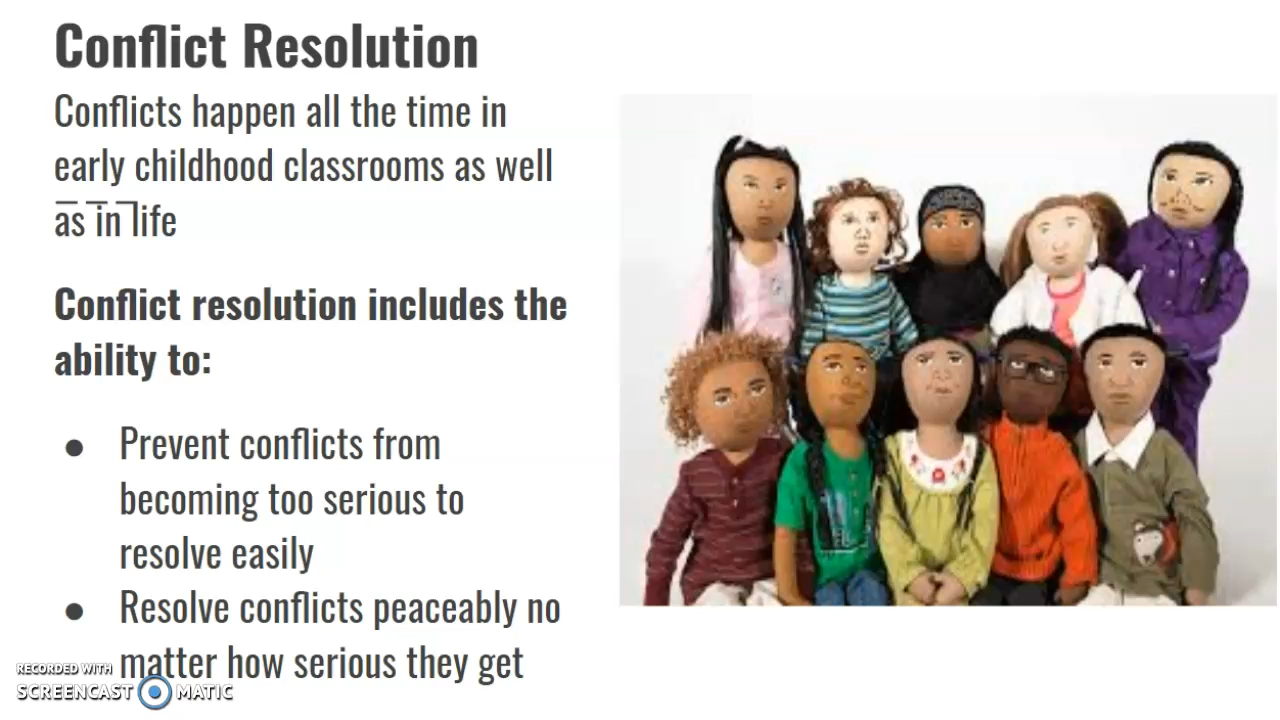 Conflict Resolution
Conflicts happen all the time in
early childhood classrooms as well
as in life
Conflict resolution includes the
ability to:
● Prevent conflicts from
becoming too serious to
resolve easily
● Resolve conflicts peaceably no
matter how serious they get
RECORDED WITH
SCREENCAST MATIC